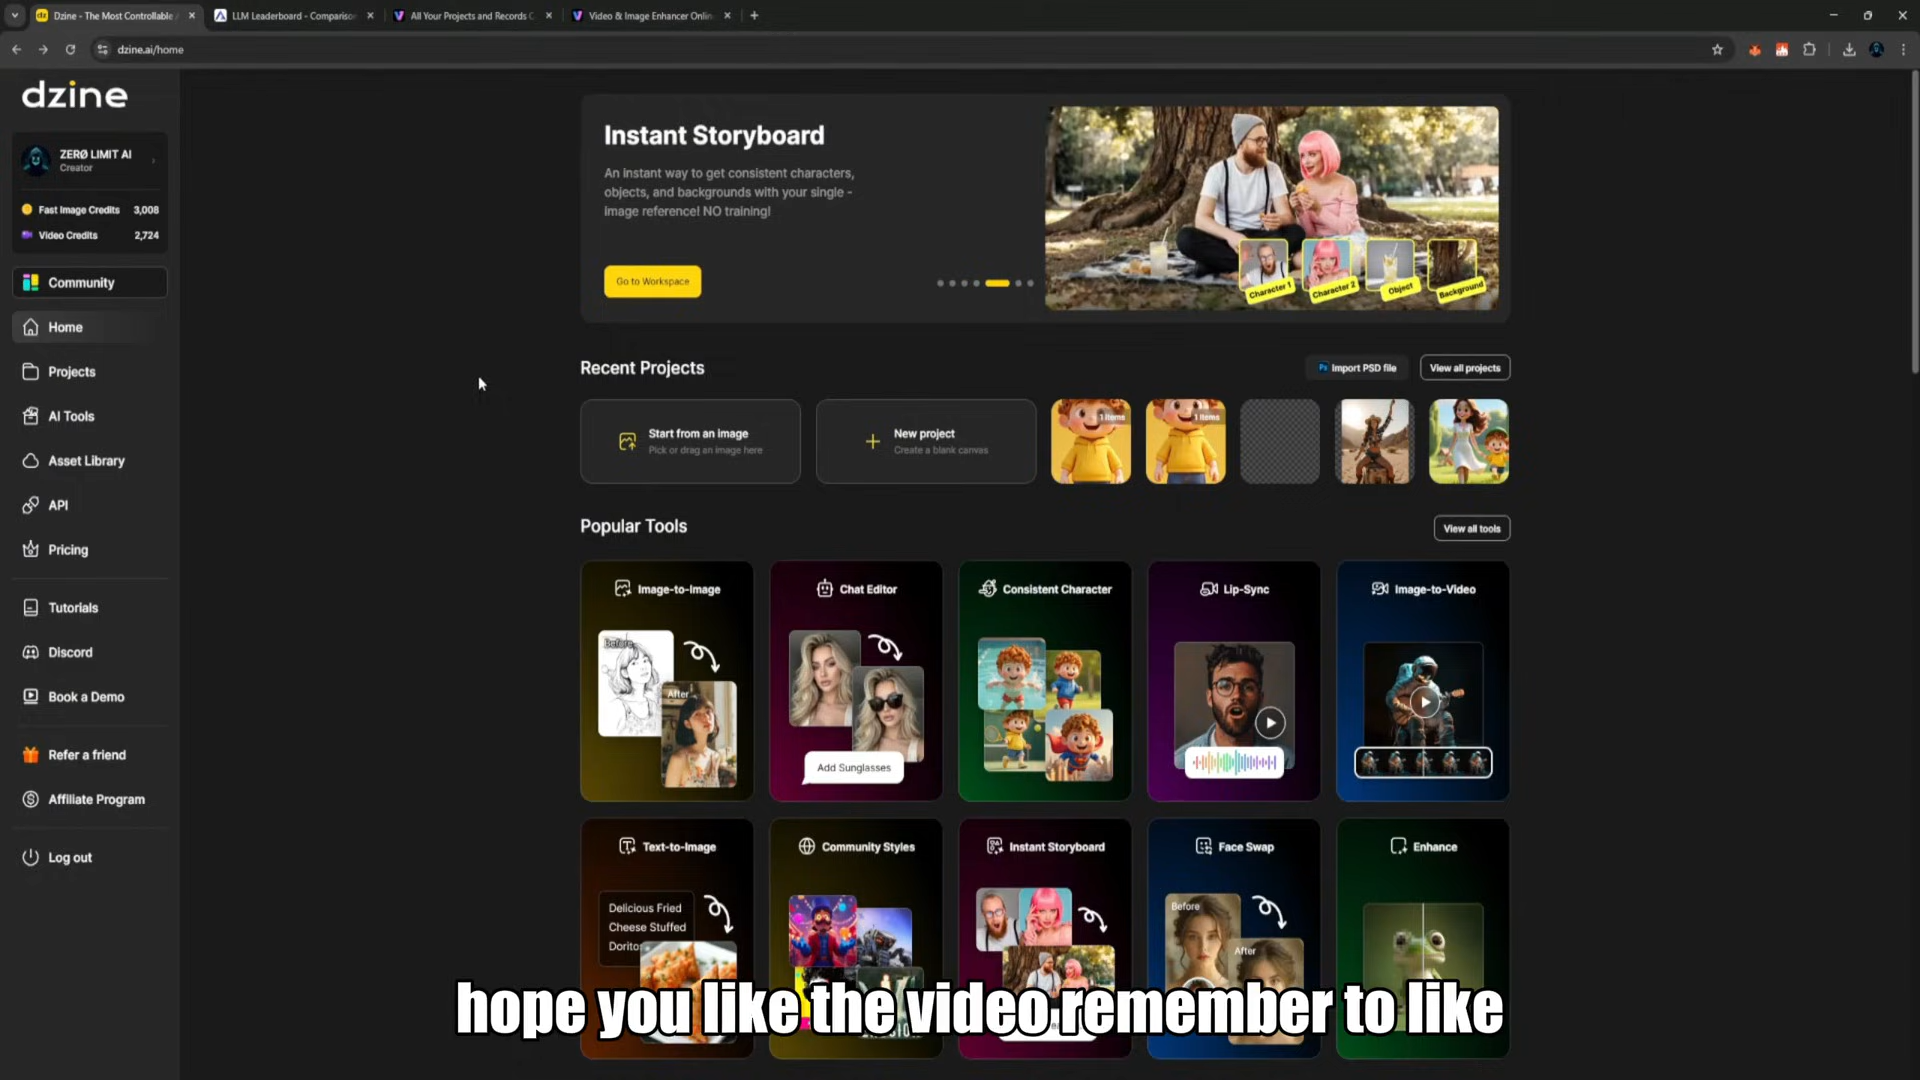 Dzine - The Most Controllable
LLM Leaderboard - Comparison
All Your Projects and Records
Video & Image Enhancer Onlin
dzine.ai/home
dzine
ZERØ LIMIT AI
Creator
Fast Image Credits 3,008
Video Credits 2,724
Community
Home
Projects
AI Tools
Asset Library
API
Pricing
Tutorials
Discord
Book a Demo
Refer a friend
Affiliate Program
Log out
Instant Storyboard
An instant way to get consistent characters,
objects, and backgrounds with your single -
image reference! NO training!
Go to Workspace
Character 1
Character 2
Object
Background
Recent Projects
Ps Import PSD file
View all projects
Start from an image
Pick or drag an image here
New project
Create a blank canvas
1 items
1 items
Popular Tools
View all tools
Image-to-Image
Before
After
Chat Editor
Add Sunglasses
Consistent Character
Lip-Sync
Image-to-Video
Text-to-Image
Delicious Fried
Cheese Stuffed
Doritos
Community Styles
Instant Storyboard
Face Swap
Before
After
Enhance
hope you like the video remember to like